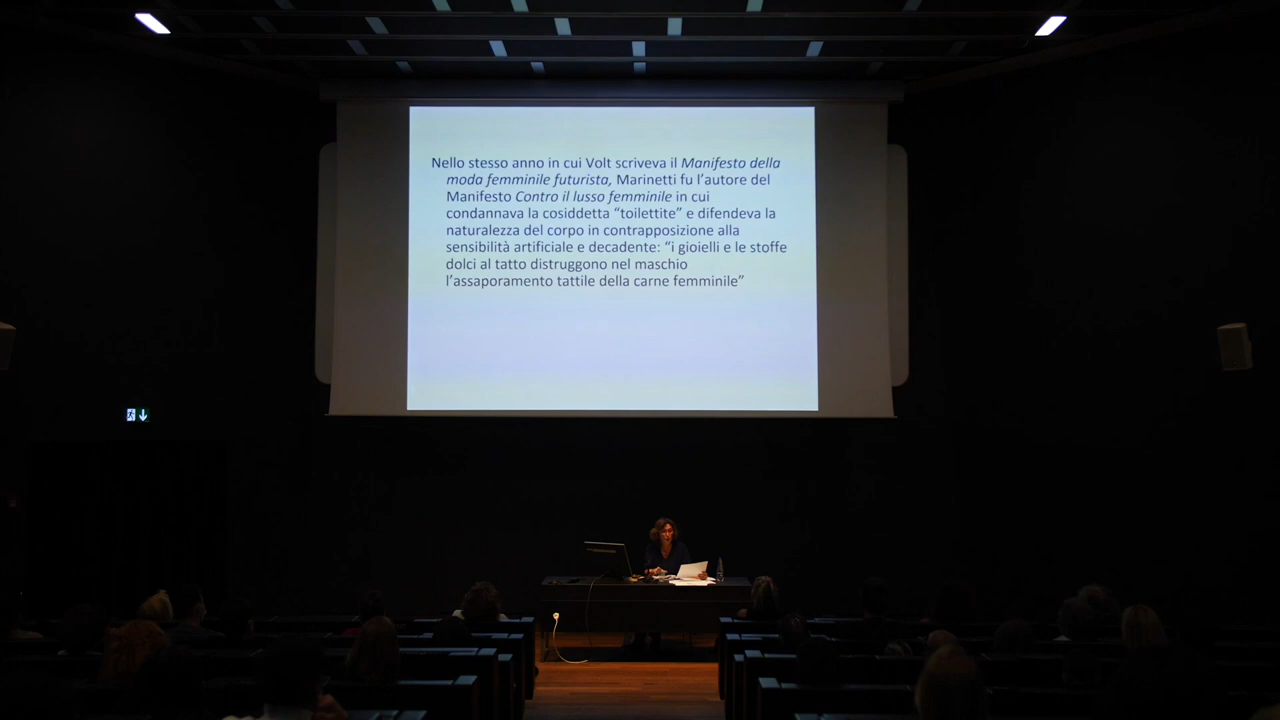 Nello stesso anno in cui Volt scriveva il Manifesto della
moda femminile futurista, Marinetti fu l’autore del
Manifesto Contro il lusso femminile in cui
condannava la cosiddetta “toilettite” e difendeva la
naturalezza del corpo in contrapposizione alla
sensibilità artificiale e decadente: “i gioielli e le stoffe
dolci al tatto distruggono nel maschio
l’assaporamento tattile della carne femminile”